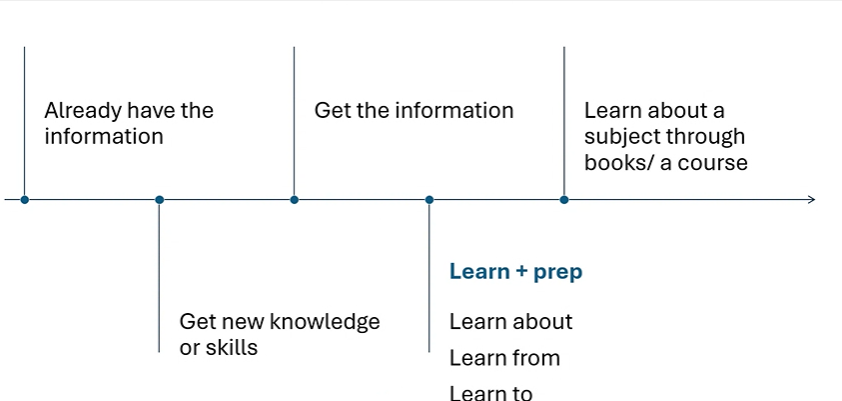 Already have the
information
Get the information
Learn about a
subject through
books/ a course
Get new knowledge
or skills
Learn + prep
Learn about
Learn from
Learn to